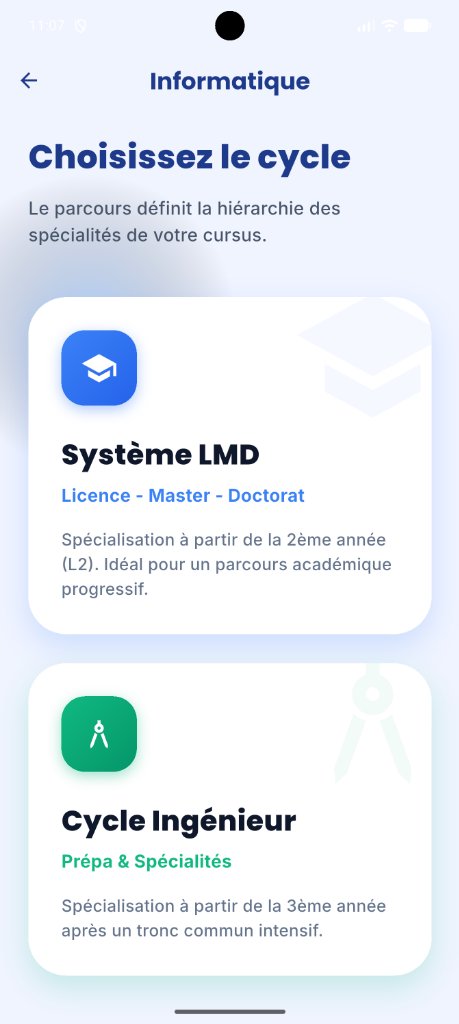 11:07
Informatique
Choisissez le cycle
Le parcours définit la hiérarchie des
spécialités de votre cursus.
Système LMD
Licence - Master - Doctorat
Spécialisation à partir de la 2ème année
(L2). Idéal pour un parcours académique
progressif.
Cycle Ingénieur
Prépa & Spécialités
Spécialisation à partir de la 3ème année
après un tronc commun intensif.